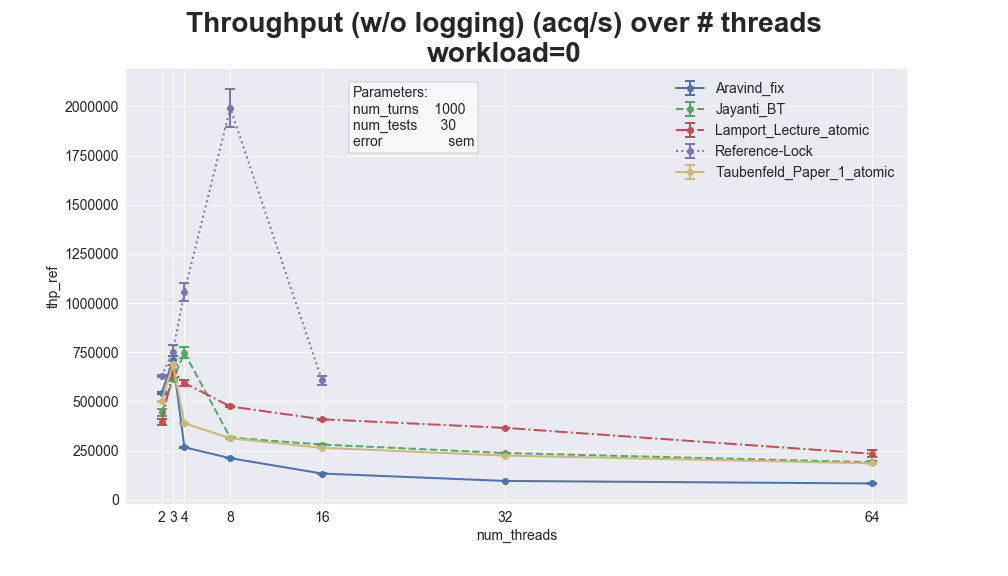 Throughput (w/o logging) (acq/s) over # threads
workload=0
Parameters:
num_turns 1000
num_tests 30
error sem
Aravind_fix
Jayanti_BT
Lamport_Lecture_atomic
Reference-Lock
Taubenfeld_Paper_1_atomic
thp_ref
2000000
1750000
1500000
1250000
1000000
750000
500000
250000
0
2 3 4 8 16 32 64
num_threads